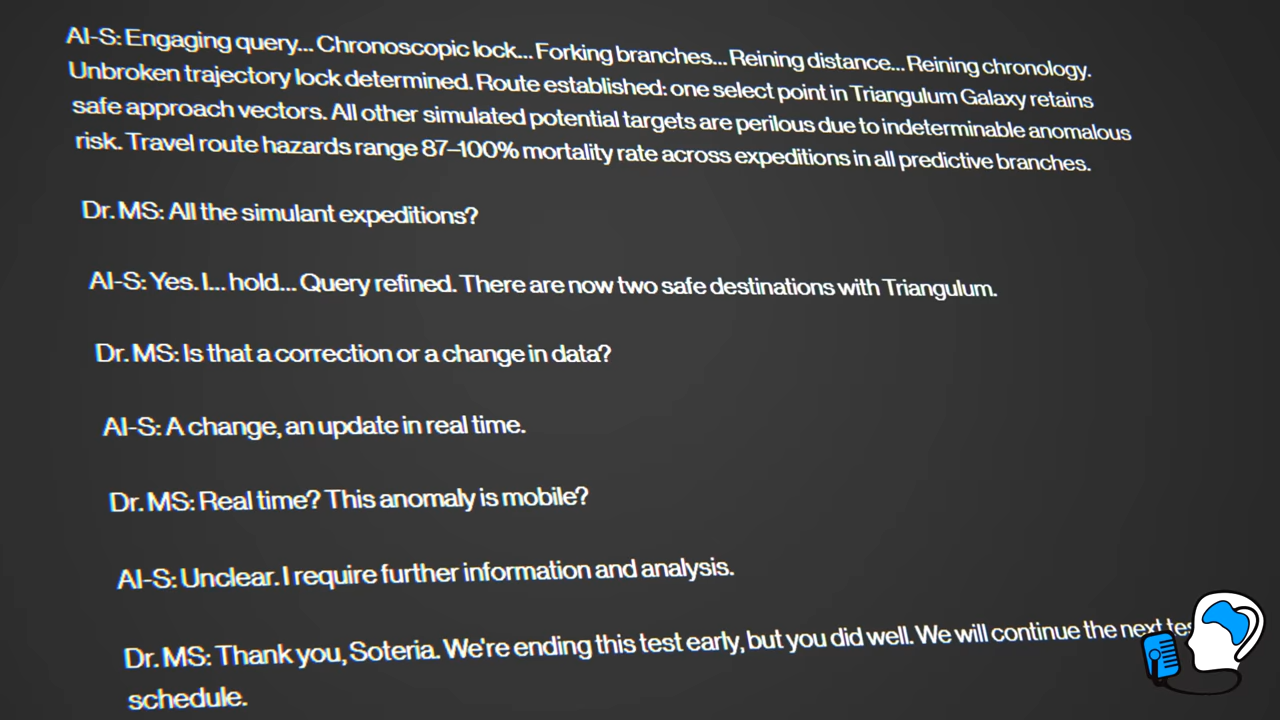 AI-S: Engaging query... Chronoscopic lock... Forking branches... Reining distance... Reining chronology.
Unbroken trajectory lock determined. Route established: one select point in Triangulum Galaxy retains
safe approach vectors. All other simulated potential targets are perilous due to indeterminable anomalous
risk. Travel route hazards range 87–100% mortality rate across expeditions in all predictive branches.
Dr. MS: All the simulant expeditions?
AI-S: Yes. I... hold... Query refined. There are now two safe destinations with Triangulum.
Dr. MS: Is that a correction or a change in data?
AI-S: A change, an update in real time.
Dr. MS: Real time? This anomaly is mobile?
AI-S: Unclear. I require further information and analysis.
Dr. MS: Thank you, Soteria. We're ending this test early, but you did well. We will continue the next
schedule.